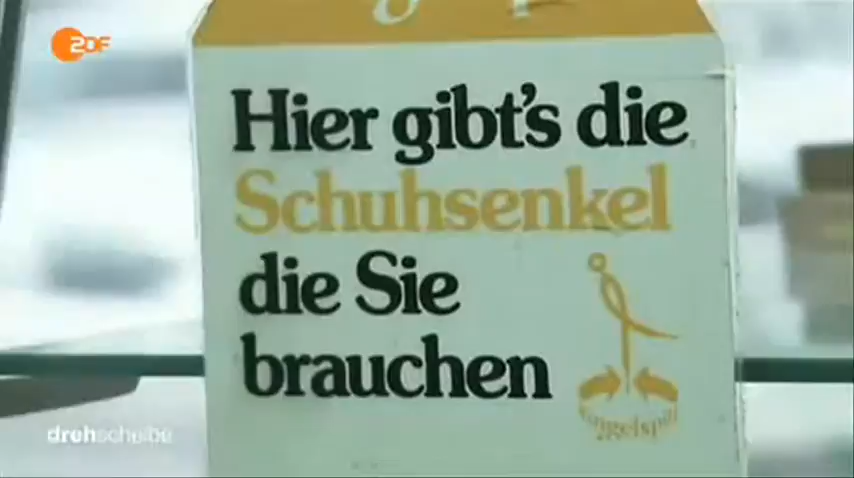 ZDF
Hier gibt's die
Schuhsenkel
die Sie
brauchen
drehscheibe